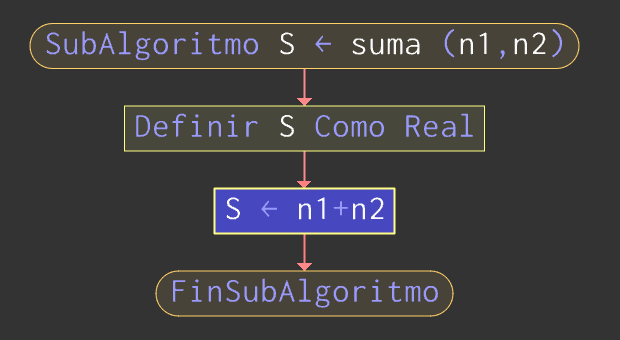 SubAlgoritmo S ← suma (n1,n2)
Definir S Como Real
S ← n1+n2
FinSubAlgoritmo